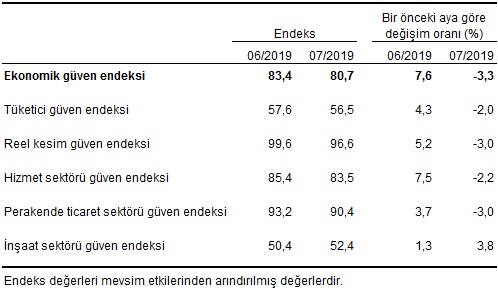 Endeks
Bir önceki aya göre
değişim oranı (%)
06/2019 07/2019 06/2019 07/2019
Ekonomik güven endeksi 83,4 80,7 7,6 -3,3
Tüketici güven endeksi 57,6 56,5 4,3 -2,0
Reel kesim güven endeksi 99,6 96,6 5,2 -3,0
Hizmet sektörü güven endeksi 85,4 83,5 7,5 -2,2
Perakende ticaret sektörü güven endeksi 93,2 90,4 3,7 -3,0
İnşaat sektörü güven endeksi 50,4 52,4 1,3 3,8
Endeks değerleri mevsim etkilerinden arındırılmış değerlerdir.